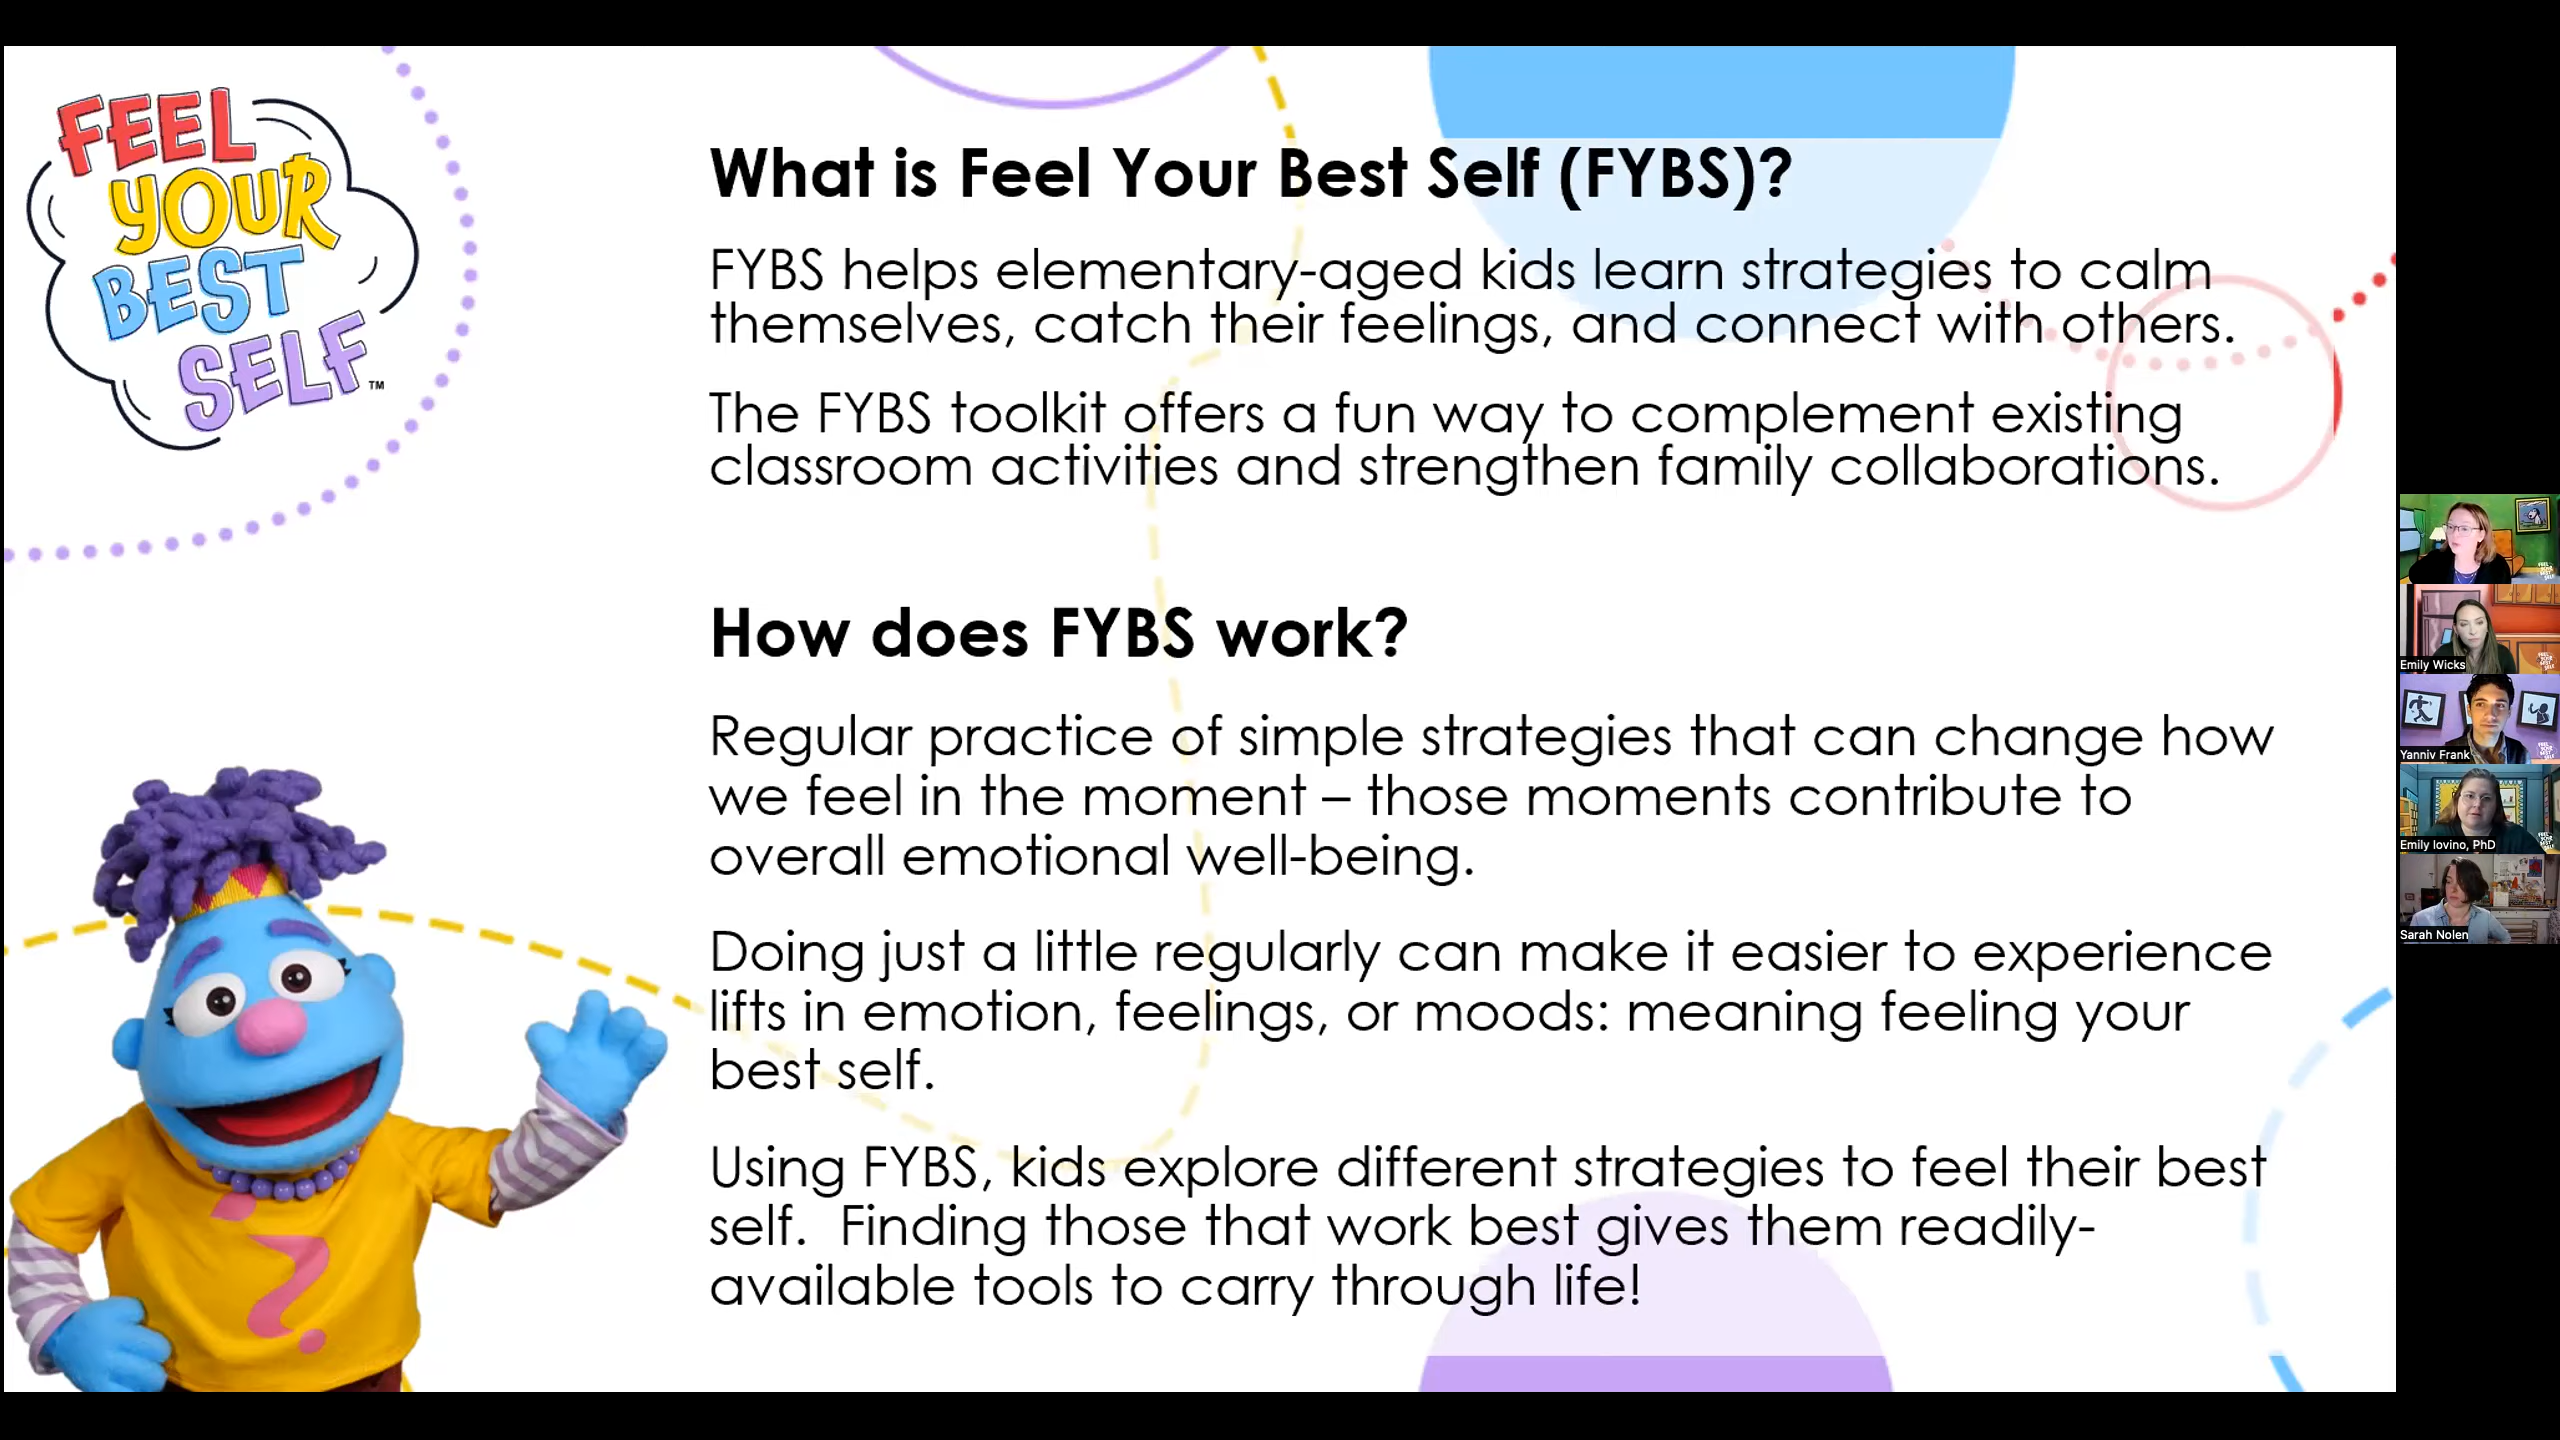 FEEL
YOUR
BEST
SELF™
What is Feel Your Best Self (FYBS)?
FYBS helps elementary-aged kids learn strategies to calm
themselves, catch their feelings, and connect with others.
The FYBS toolkit offers a fun way to complement existing
classroom activities and strengthen family collaborations.
How does FYBS work?
Regular practice of simple strategies that can change how
we feel in the moment – those moments contribute to
overall emotional well-being.
Doing just a little regularly can make it easier to experience
lifts in emotion, feelings, or moods: meaning feeling your
best self.
Using FYBS, kids explore different strategies to feel their best
self.  Finding those that work best gives them readily-
available tools to carry through life!
Emily Wicks
Yanniv Frank
Emily Iovino, PhD
Sarah Nolen